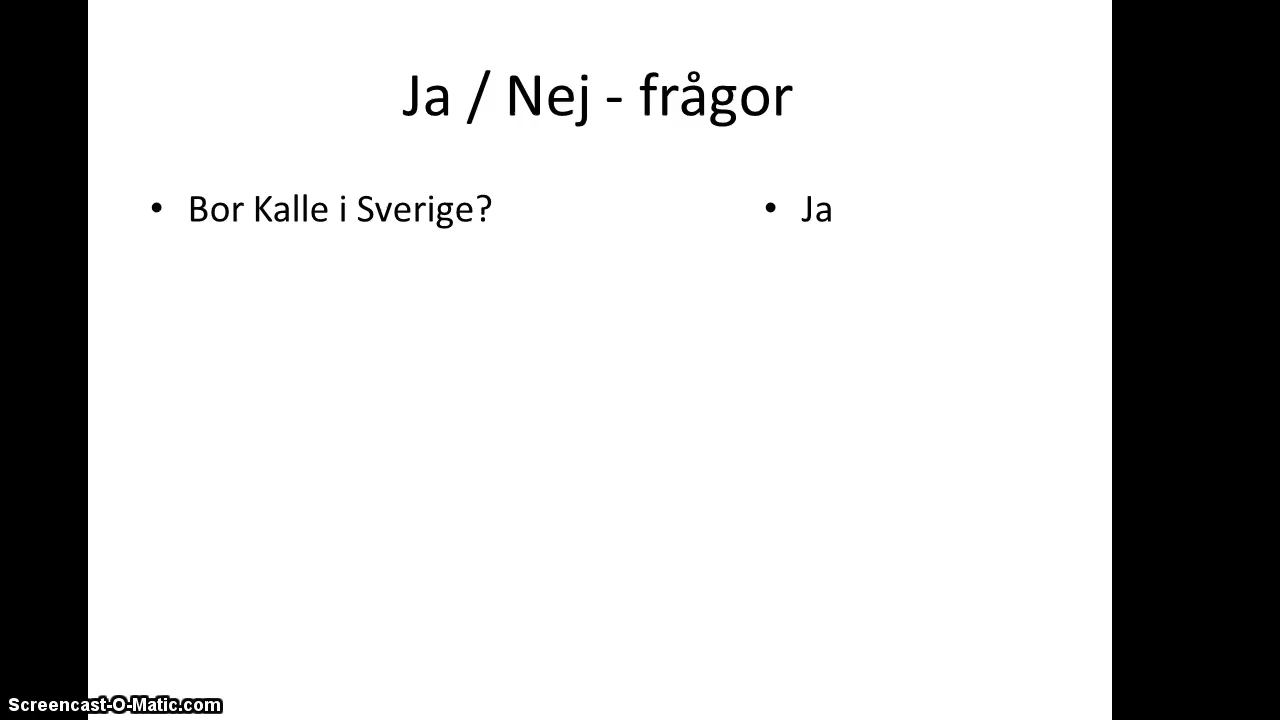 Ja / Nej - frågor
• Bor Kalle i Sverige?
• Ja
Screencast-O-Matic.com